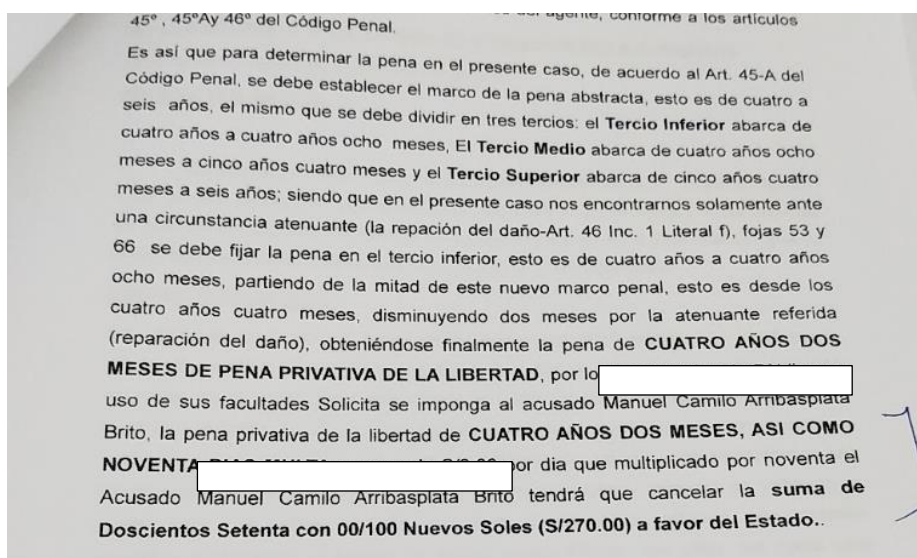 agente, conforme a los artículos
45º , 45ºAy 46º del Código Penal.
Es así que para determinar la pena en el presente caso, de acuerdo al Art. 45-A del
Código Penal, se debe establecer el marco de la pena abstracta, esto es de cuatro a
seis años, el mismo que se debe dividir en tres tercios: el Tercio Inferior abarca de
cuatro años a cuatro años ocho meses, El Tercio Medio abarca de cuatro años ocho
meses a cinco años cuatro meses y el Tercio Superior abarca de cinco años cuatro
meses a seis años; siendo que en el presente caso nos encontrarnos solamente ante
una circunstancia atenuante (la repación del daño-Art. 46 Inc. 1 Literal f), fojas 53 y
66 se debe fijar la pena en el tercio inferior, esto es de cuatro años a cuatro años
ocho meses, partiendo de la mitad de este nuevo marco penal, esto es desde los
cuatro años cuatro meses, disminuyendo dos meses por la atenuante referida
(reparación del daño), obteniéndose finalmente la pena de CUATRO AÑOS DOS
MESES DE PENA PRIVATIVA DE LA LIBERTAD, por lo
uso de sus facultades Solicita se imponga al acusado Manuel Camilo Arribasplata
Brito, la pena privativa de la libertad de CUATRO AÑOS DOS MESES, ASI COMO
NOVENTA por dia que multiplicado por noventa el
Acusado Manuel Camilo Arribasplata Brito tendrá que cancelar la suma de
Doscientos Setenta con 00/100 Nuevos Soles (S/270.00) a favor del Estado..